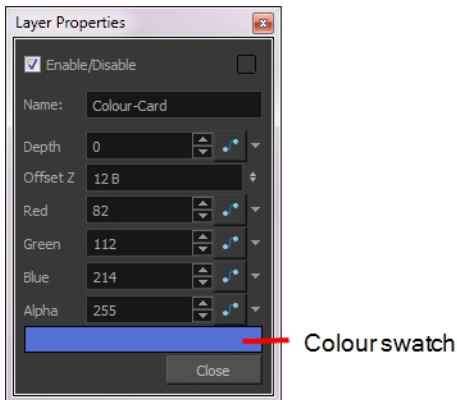 Layer Properties
Enable/Disable
Name: Colour-Card
Depth 0
Offset Z 12 B
Red 82
Green 112
Blue 214
Alpha 255
Colour swatch
Close